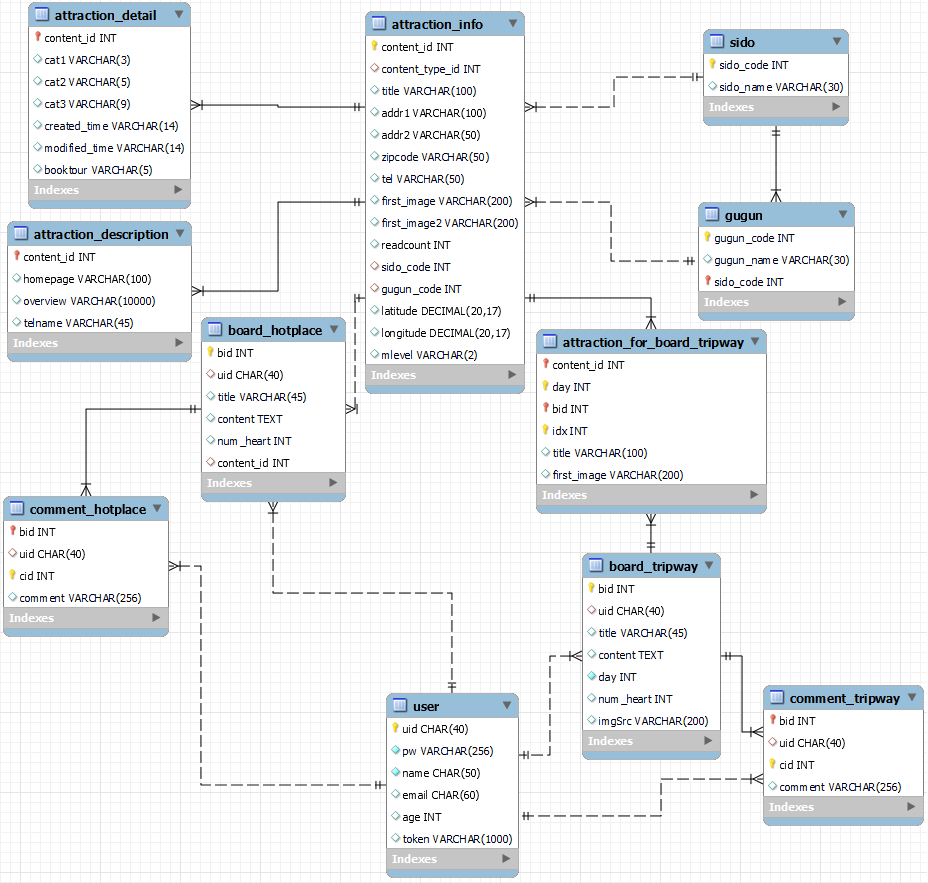 attraction_detail
content_id INT
cat1 VARCHAR(3)
cat2 VARCHAR(5)
cat3 VARCHAR(9)
created_time VARCHAR(14)
modified_time VARCHAR(14)
booktour VARCHAR(5)
Indexes
attraction_info
content_id INT
content_type_id INT
title VARCHAR(100)
addr1 VARCHAR(100)
addr2 VARCHAR(50)
zipcode VARCHAR(50)
tel VARCHAR(50)
first_image VARCHAR(200)
first_image2 VARCHAR(200)
readcount INT
sido_code INT
gugun_code INT
latitude DECIMAL(20,17)
longitude DECIMAL(20,17)
mlevel VARCHAR(2)
Indexes
sido
sido_code INT
sido_name VARCHAR(30)
Indexes
gugun
gugun_code INT
gugun_name VARCHAR(30)
sido_code INT
Indexes
attraction_description
content_id INT
homepage VARCHAR(100)
overview VARCHAR(10000)
telname VARCHAR(45)
Indexes
board_hotplace
bid INT
uid CHAR(40)
title VARCHAR(45)
content TEXT
num_heart INT
content_id INT
Indexes
attraction_for_board_tripway
content_id INT
day INT
bid INT
idx INT
title VARCHAR(100)
first_image VARCHAR(200)
Indexes
comment_hotplace
bid INT
uid CHAR(40)
cid INT
comment VARCHAR(256)
Indexes
board_tripway
bid INT
uid CHAR(40)
title VARCHAR(45)
content TEXT
day INT
num_heart INT
imgSrc VARCHAR(200)
Indexes
user
uid CHAR(40)
pw VARCHAR(256)
name CHAR(50)
email CHAR(60)
age INT
token VARCHAR(1000)
Indexes
comment_tripway
bid INT
uid CHAR(40)
cid INT
comment VARCHAR(256)
Indexes